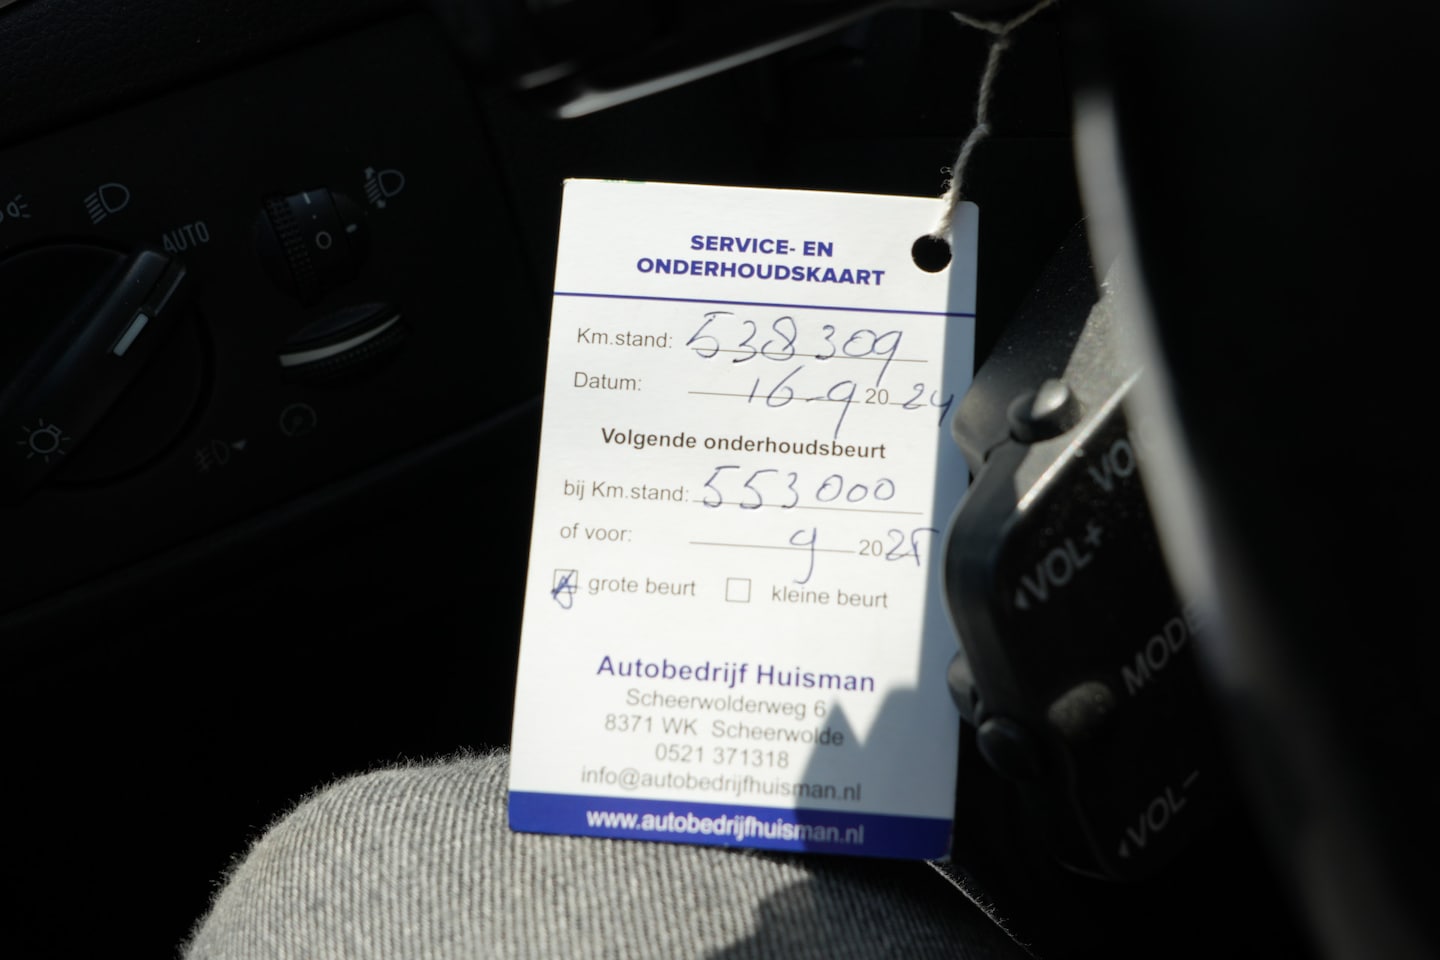 AUTO
SERVICE- EN
ONDERHOUDSKAART
Km.stand: 538309
Datum: 16-9 2024
Volgende onderhoudsbeurt
bij Km.stand: 553000
of voor: 9 2025
grote beurt kleine beurt
Autobedrijf Huisman
Scheerwolderweg 6
8371 WK Scheerwolde
0521 371318
info@autobedrijfhuisman.nl
www.autobedrijfhuisman.nl
VOL+
MODE
VOL-